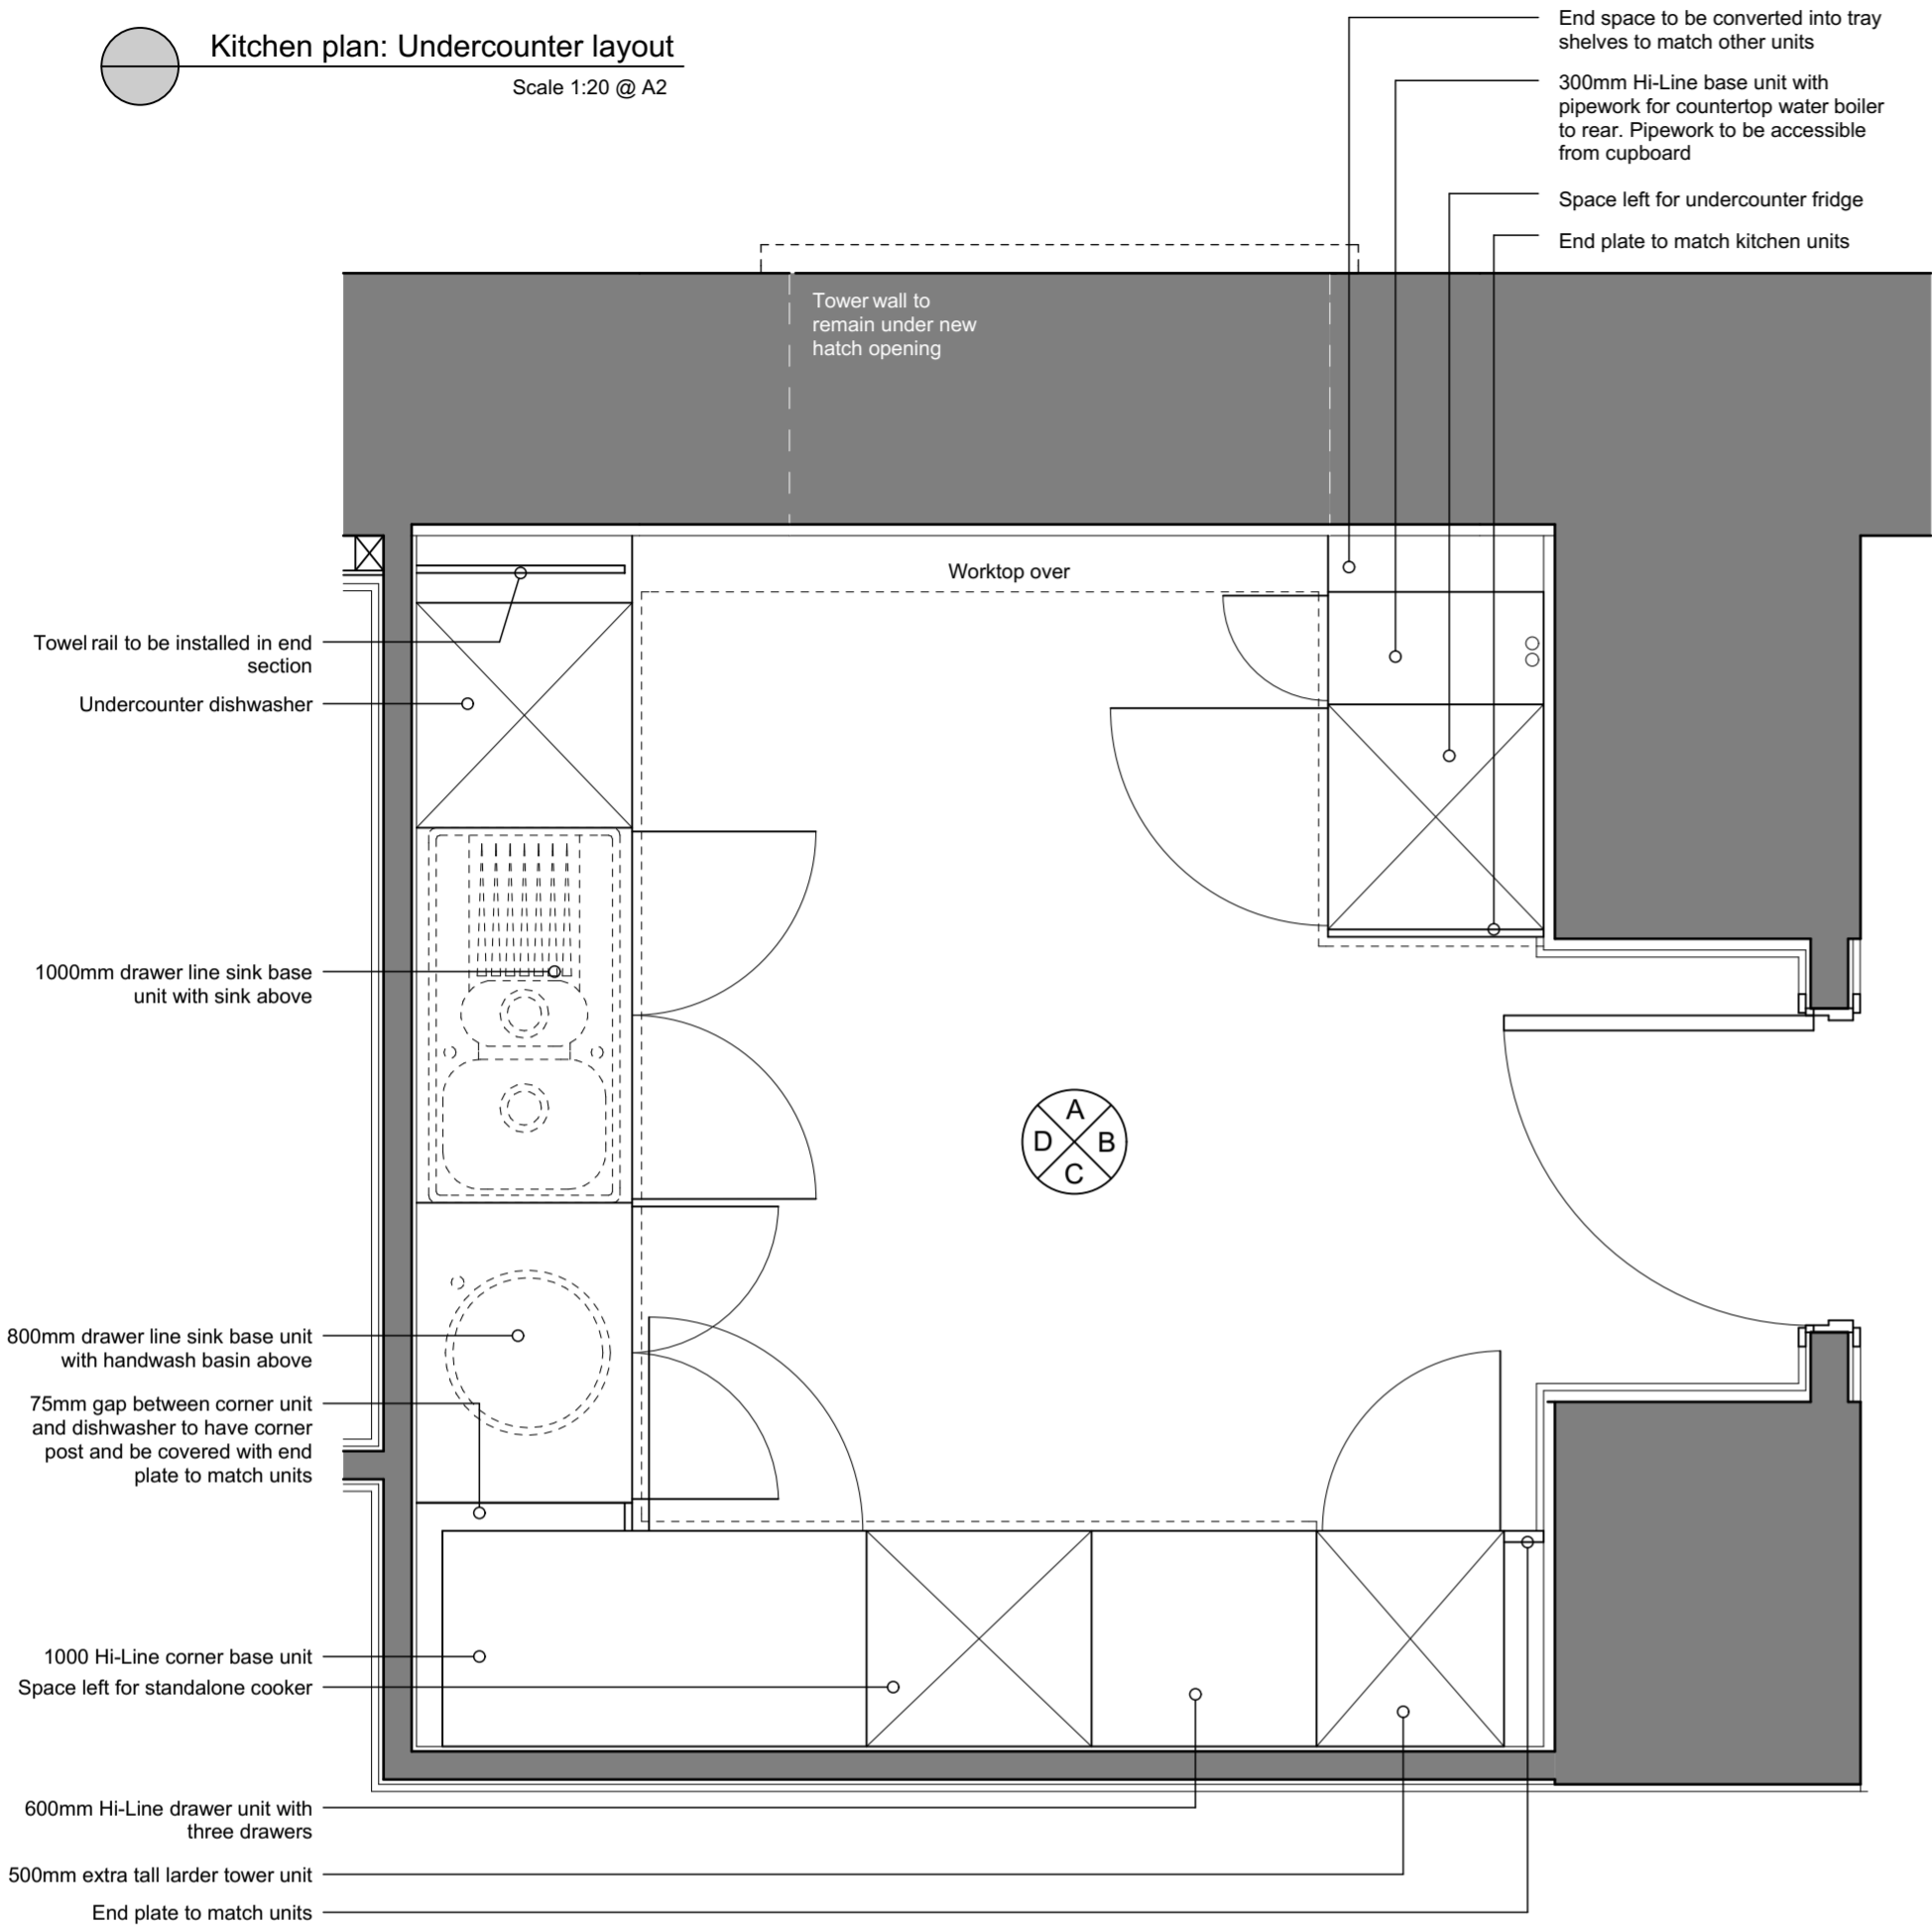 Kitchen plan: Undercounter layout
Scale 1:20 @ A2
End space to be converted into tray
shelves to match other units
300mm Hi-Line base unit with
pipework for countertop water boiler
to rear. Pipework to be accessible
from cupboard
Space left for undercounter fridge
End plate to match kitchen units
Tower wall to
remain under new
hatch opening
Worktop over
Towel rail to be installed in end
section
Undercounter dishwasher
1000mm drawer line sink base
unit with sink above
A
D
B
C
800mm drawer line sink base unit
with handwash basin above
75mm gap between corner unit
and dishwasher to have corner
post and be covered with end
plate to match units
1000 Hi-Line corner base unit
Space left for standalone cooker
600mm Hi-Line drawer unit with
three drawers
500mm extra tall larder tower unit
End plate to match units